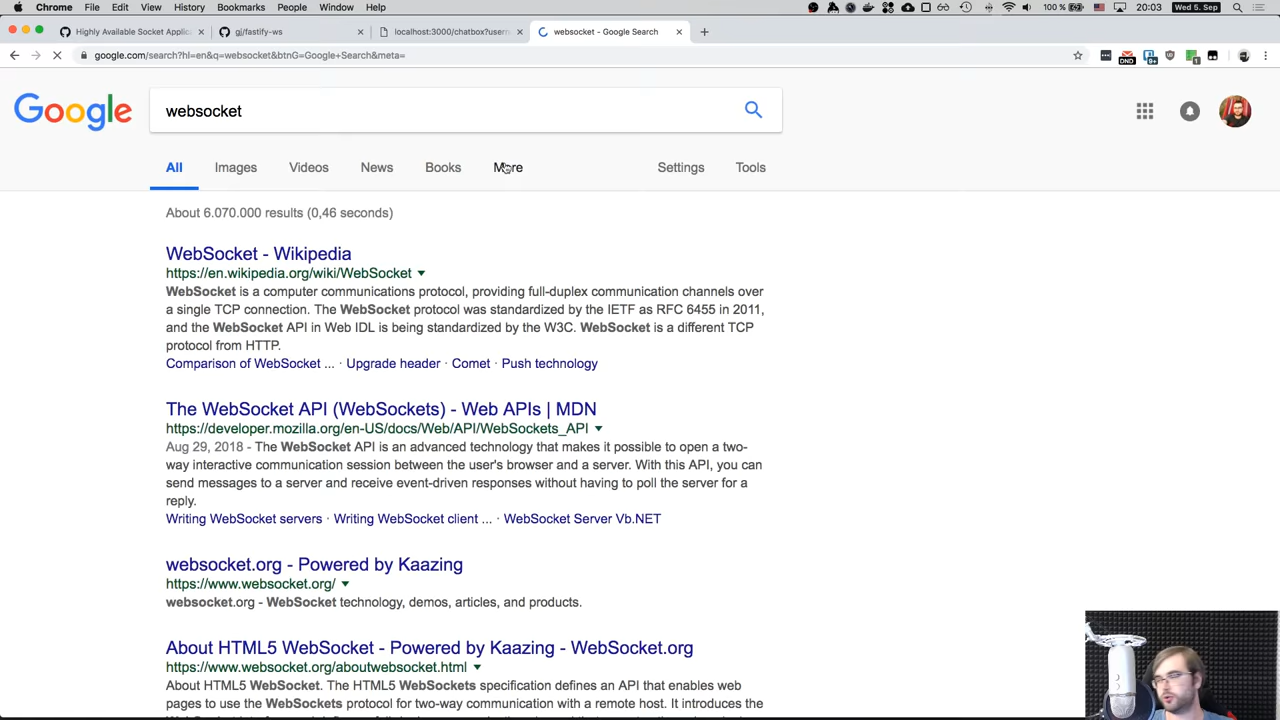 Chrome File Edit View History Bookmarks People Window Help 100 % 20:03 Wed 5. Sep
Highly Available Socket Applic × gj/fastify-ws × localhost:3000/chatbox?usern × websocket - Google Search ×
google.com/search?hl=en&q=websocket&btnG=Google+Search&meta=
DND 9+ 1
Google websocket
All Images Videos News Books More Settings Tools
About 6.070.000 results (0,46 seconds)
WebSocket - Wikipedia
https://en.wikipedia.org/wiki/WebSocket
WebSocket is a computer communications protocol, providing full-duplex communication channels over
a single TCP connection. The WebSocket protocol was standardized by the IETF as RFC 6455 in 2011,
and the WebSocket API in Web IDL is being standardized by the W3C. WebSocket is a different TCP
protocol from HTTP.
Comparison of WebSocket ... · Upgrade header · Comet · Push technology
The WebSocket API (WebSockets) - Web APIs | MDN
https://developer.mozilla.org/en-US/docs/Web/API/WebSockets_API
Aug 29, 2018 - The WebSocket API is an advanced technology that makes it possible to open a two-
way interactive communication session between the user's browser and a server. With this API, you can
send messages to a server and receive event-driven responses without having to poll the server for a
reply.
Writing WebSocket servers · Writing WebSocket client ... · WebSocket Server Vb.NET
websocket.org - Powered by Kaazing
https://www.websocket.org/
websocket.org - WebSocket technology, demos, articles, and products.
About HTML5 WebSocket - Powered by Kaazing - WebSocket.org
https://www.websocket.org/aboutwebsocket.html
About HTML5 WebSocket. The HTML5 WebSockets specification defines an API that enables web
pages to use the WebSockets protocol for two-way communication with a remote host. It introduces the